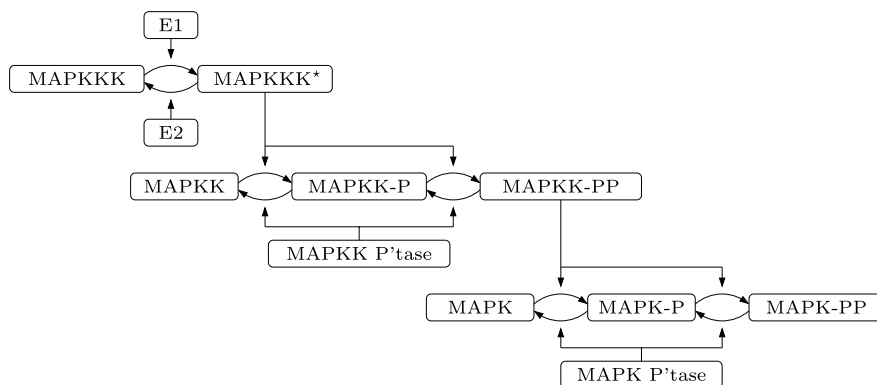 E1
MAPKKK
MAPKKK*
E2
MAPKK
MAPKK-P
MAPKK-PP
MAPKK P'tase
MAPK
MAPK-P
MAPK-PP
MAPK P'tase